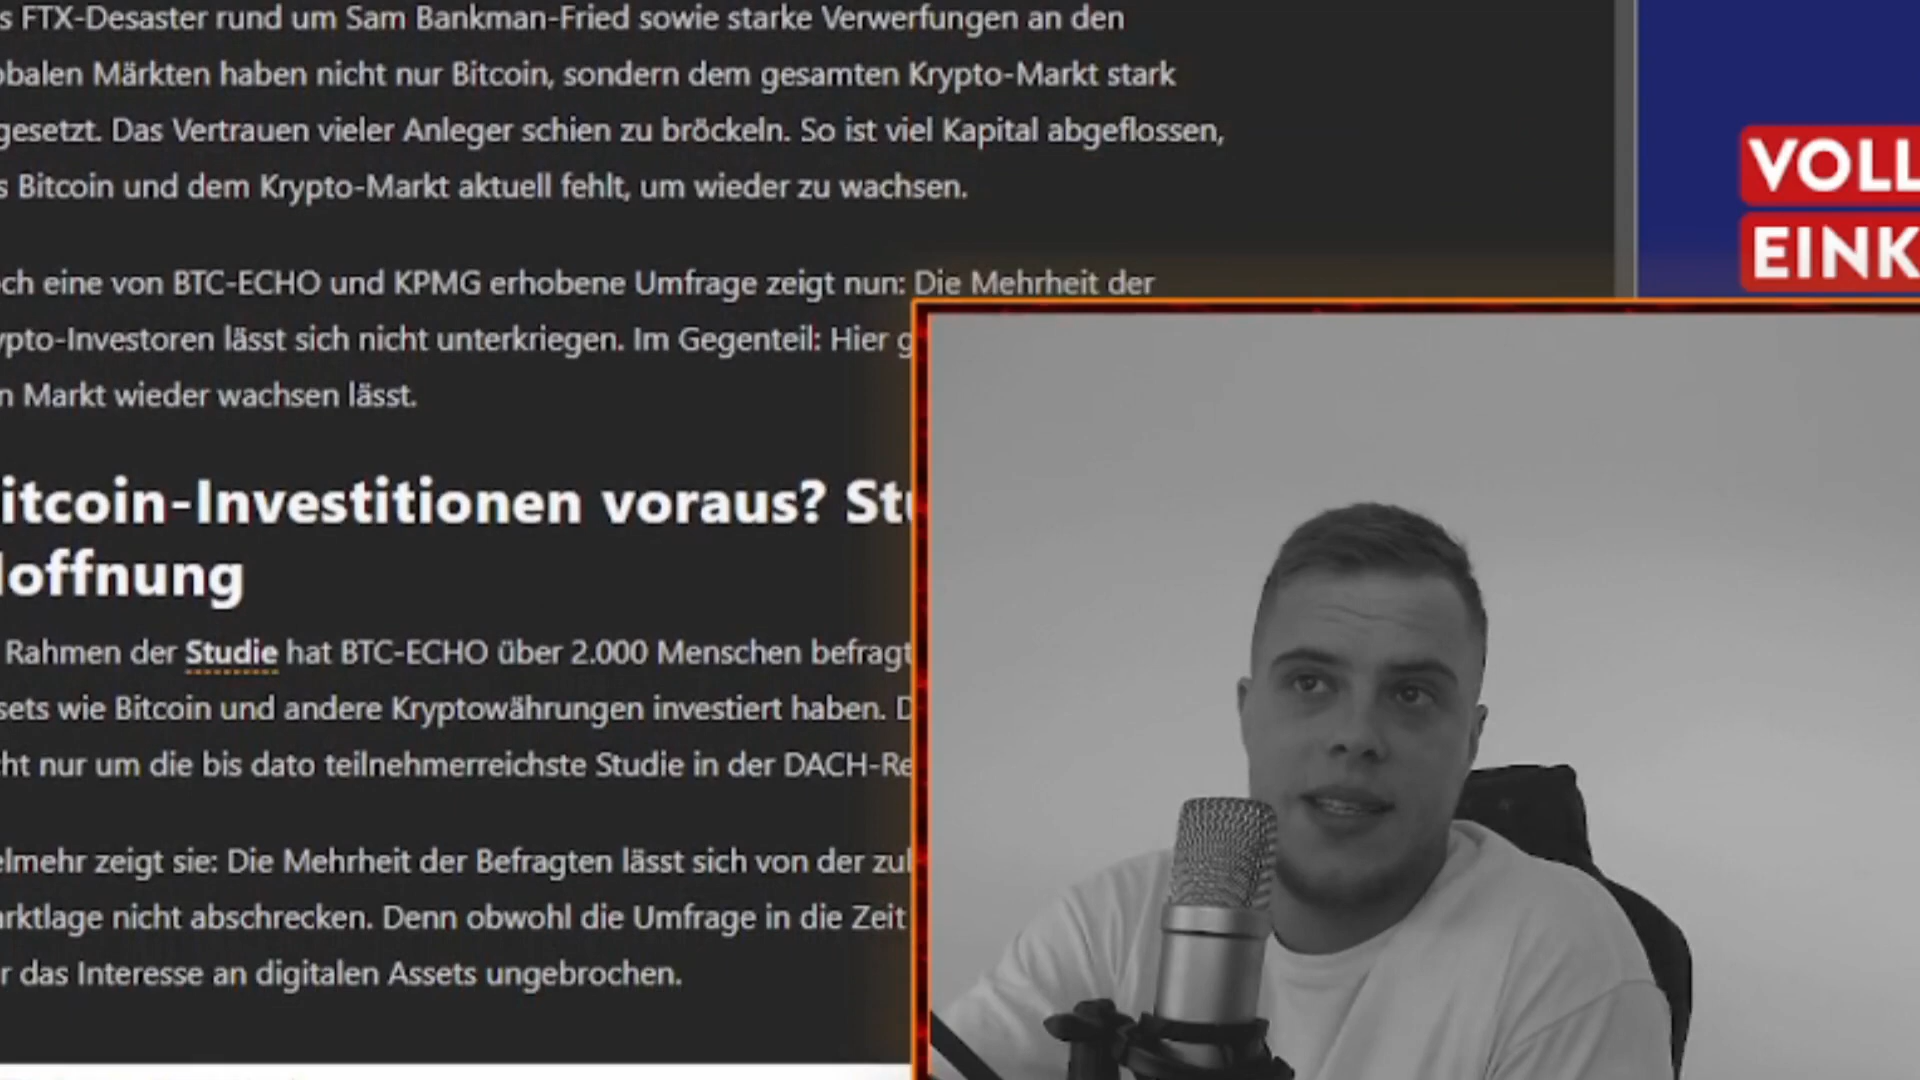 s FTX-Desaster rund um Sam Bankman-Fried sowie starke Verwerfungen an den
obalen Märkten haben nicht nur Bitcoin, sondern dem gesamten Krypto-Markt stark
gesetzt. Das Vertrauen vieler Anleger schien zu bröckeln. So ist viel Kapital abgeflossen,
s Bitcoin und dem Krypto-Markt aktuell fehlt, um wieder zu wachsen.
ch eine von BTC-ECHO und KPMG erhobene Umfrage zeigt nun: Die Mehrheit der
ypto-Investoren lässt sich nicht unterkriegen. Im Gegenteil: Hier g
n Markt wieder wachsen lässt.
itcoin-Investitionen voraus? Stu
offnung
Rahmen der Studie hat BTC-ECHO über 2.000 Menschen befragt
sets wie Bitcoin und andere Kryptowährungen investiert haben. D
ht nur um die bis dato teilnehmerreichste Studie in der DACH-Re
elmehr zeigt sie: Die Mehrheit der Befragten lässt sich von der zul
arktlage nicht abschrecken. Denn obwohl die Umfrage in die Zeit
r das Interesse an digitalen Assets ungebrochen.
VOLL
EINK